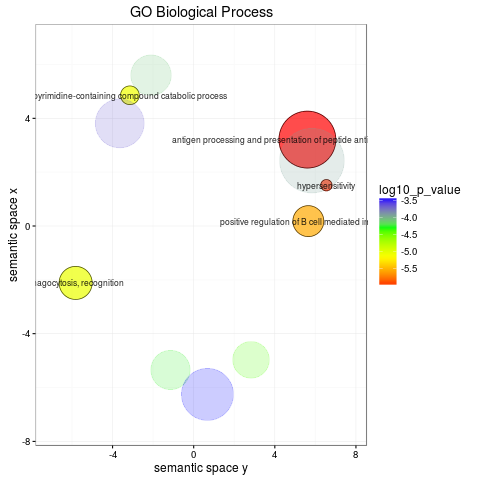 GO Biological Process
pyrimidine-containing compound catabolic process
antigen processing and presentation of peptide anti
hypersensitivity
positive regulation of B cell mediated in
agocytosis, recognition
semantic space x
4
0
-4
-8
-4
0
4
8
semantic space y
log10_p_value
-3.5
-4.0
-4.5
-5.0
-5.5